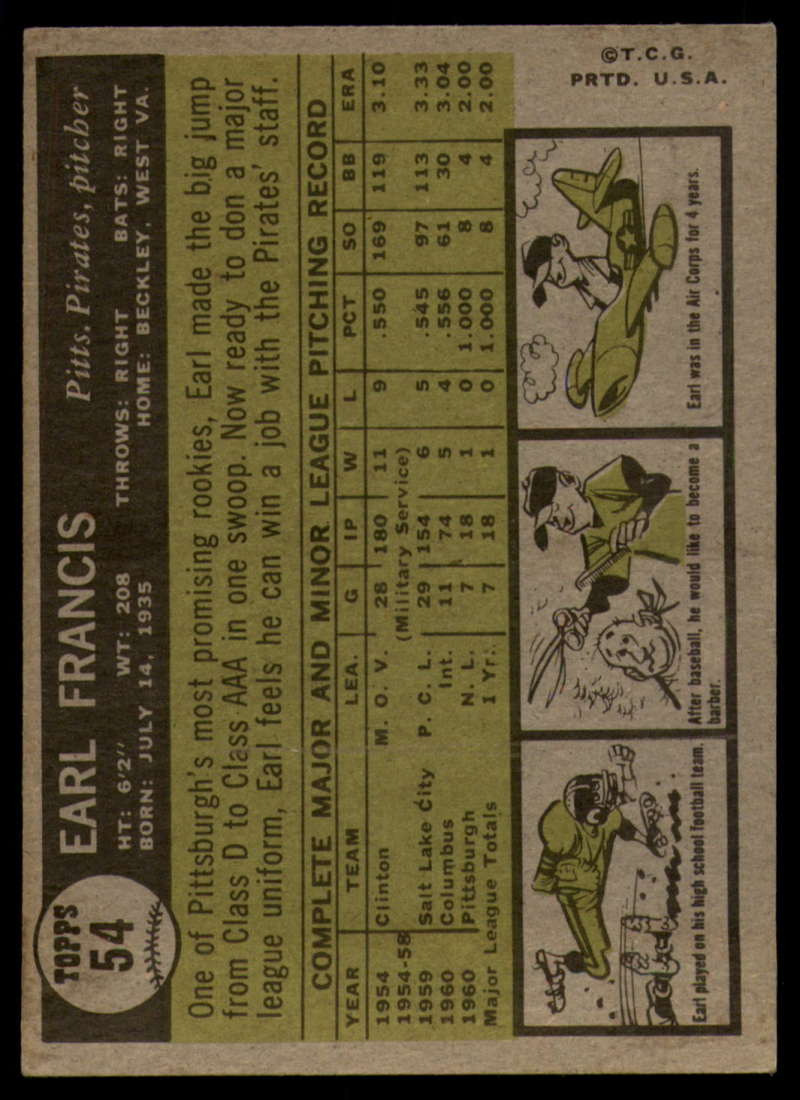 TOPPS
54
EARL FRANCIS
Pitts. Pirates, pitcher
HT: 6'2" WT: 208 THROWS: RIGHT BATS: RIGHT
BORN: JULY 14, 1935 HOME: BECKLEY, WEST VA.
One of Pittsburgh's most promising rookies, Earl made the big jump
from Class D to Class AAA in one swoop. Now ready to don a major
league uniform, Earl feels he can win a job with the Pirates' staff.
COMPLETE MAJOR AND MINOR LEAGUE PITCHING RECORD
YEAR TEAM LEA. G IP W L PCT SO BB ERA
1954 Clinton M. O. V. 28 180 11 9 .550 169 119 3.10
1954-58 (Military Service)
1959 Salt Lake City P. C. L. 29 154 6 5 .545 97 113 3.33
1960 Columbus Int. 11 74 5 4 .556 61 30 3.04
1960 Pittsburgh N. L. 7 18 1 0 1.000 8 4 2.00
Major League Totals 1 Yr. 7 18 1 0 1.000 8 4 2.00
Earl played on his high school football team.
After baseball, he would like to become a
barber.
Earl was in the Air Corps for 4 years.
©T.C.G.
PRTD. U.S.A.